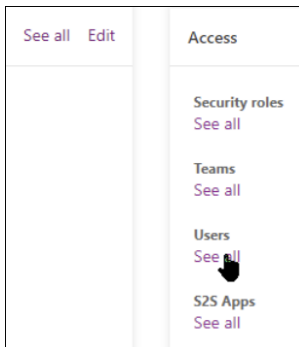 See all Edit
Access
Security roles
See all
Teams
See all
Users
See all
S2S Apps
See all